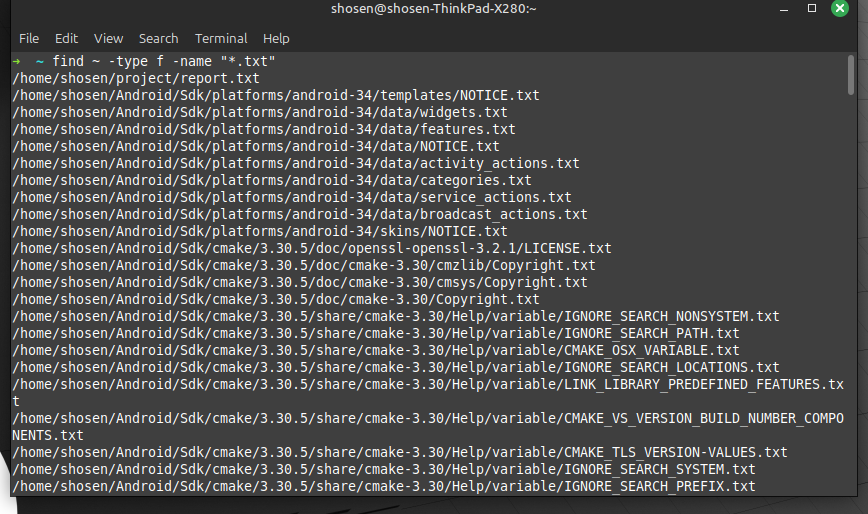 shosen@shosen-ThinkPad-X280:~
File Edit View Search Terminal Help
➜ ~ find ~ -type f -name "*.txt"
/home/shosen/project/report.txt
/home/shosen/Android/Sdk/platforms/android-34/templates/NOTICE.txt
/home/shosen/Android/Sdk/platforms/android-34/data/widgets.txt
/home/shosen/Android/Sdk/platforms/android-34/data/features.txt
/home/shosen/Android/Sdk/platforms/android-34/data/NOTICE.txt
/home/shosen/Android/Sdk/platforms/android-34/data/activity_actions.txt
/home/shosen/Android/Sdk/platforms/android-34/data/categories.txt
/home/shosen/Android/Sdk/platforms/android-34/data/service_actions.txt
/home/shosen/Android/Sdk/platforms/android-34/data/broadcast_actions.txt
/home/shosen/Android/Sdk/platforms/android-34/skins/NOTICE.txt
/home/shosen/Android/Sdk/cmake/3.30.5/doc/openssl-openssl-3.2.1/LICENSE.txt
/home/shosen/Android/Sdk/cmake/3.30.5/doc/cmake-3.30/cmzlib/Copyright.txt
/home/shosen/Android/Sdk/cmake/3.30.5/doc/cmake-3.30/cmsys/Copyright.txt
/home/shosen/Android/Sdk/cmake/3.30.5/doc/cmake-3.30/Copyright.txt
/home/shosen/Android/Sdk/cmake/3.30.5/share/cmake-3.30/Help/variable/IGNORE_SEARCH_NONSYSTEM.txt
/home/shosen/Android/Sdk/cmake/3.30.5/share/cmake-3.30/Help/variable/IGNORE_SEARCH_PATH.txt
/home/shosen/Android/Sdk/cmake/3.30.5/share/cmake-3.30/Help/variable/CMAKE_OSX_VARIABLE.txt
/home/shosen/Android/Sdk/cmake/3.30.5/share/cmake-3.30/Help/variable/IGNORE_SEARCH_LOCATIONS.txt
/home/shosen/Android/Sdk/cmake/3.30.5/share/cmake-3.30/Help/variable/LINK_LIBRARY_PREDEFINED_FEATURES.tx
t
/home/shosen/Android/Sdk/cmake/3.30.5/share/cmake-3.30/Help/variable/CMAKE_VS_VERSION_BUILD_NUMBER_COMPO
NENTS.txt
/home/shosen/Android/Sdk/cmake/3.30.5/share/cmake-3.30/Help/variable/CMAKE_TLS_VERSION-VALUES.txt
/home/shosen/Android/Sdk/cmake/3.30.5/share/cmake-3.30/Help/variable/IGNORE_SEARCH_SYSTEM.txt
/home/shosen/Android/Sdk/cmake/3.30.5/share/cmake-3.30/Help/variable/IGNORE_SEARCH_PREFIX.txt